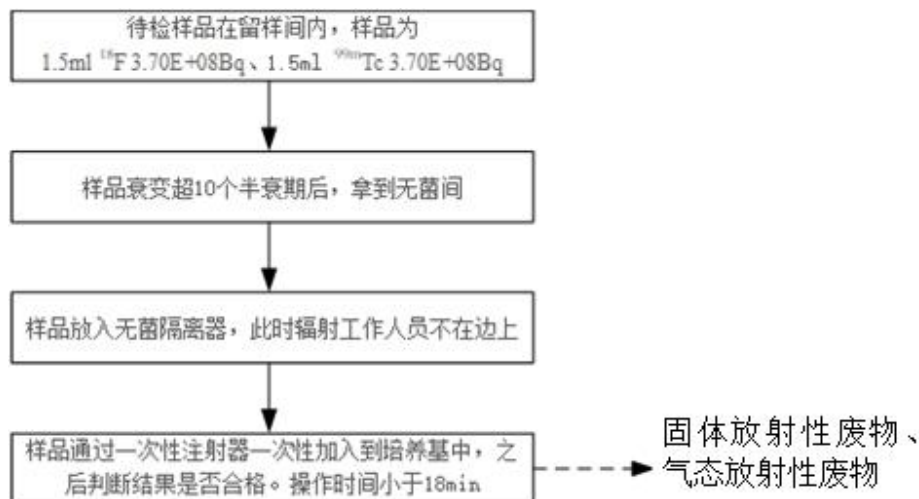 待检样品在留样间内，样品为
1.5ml ¹⁸F 3.70E+08Bq、1.5ml ⁹⁹ᵐTc 3.70E+08Bq
样品衰变超10个半衰期后，拿到无菌间
样品放入无菌隔离器，此时辐射工作人员不在边上
样品通过一次性注射器一次性加入到培养基中，之
后判断结果是否合格。操作时间小于18min
固体放射性废物、
气态放射性废物